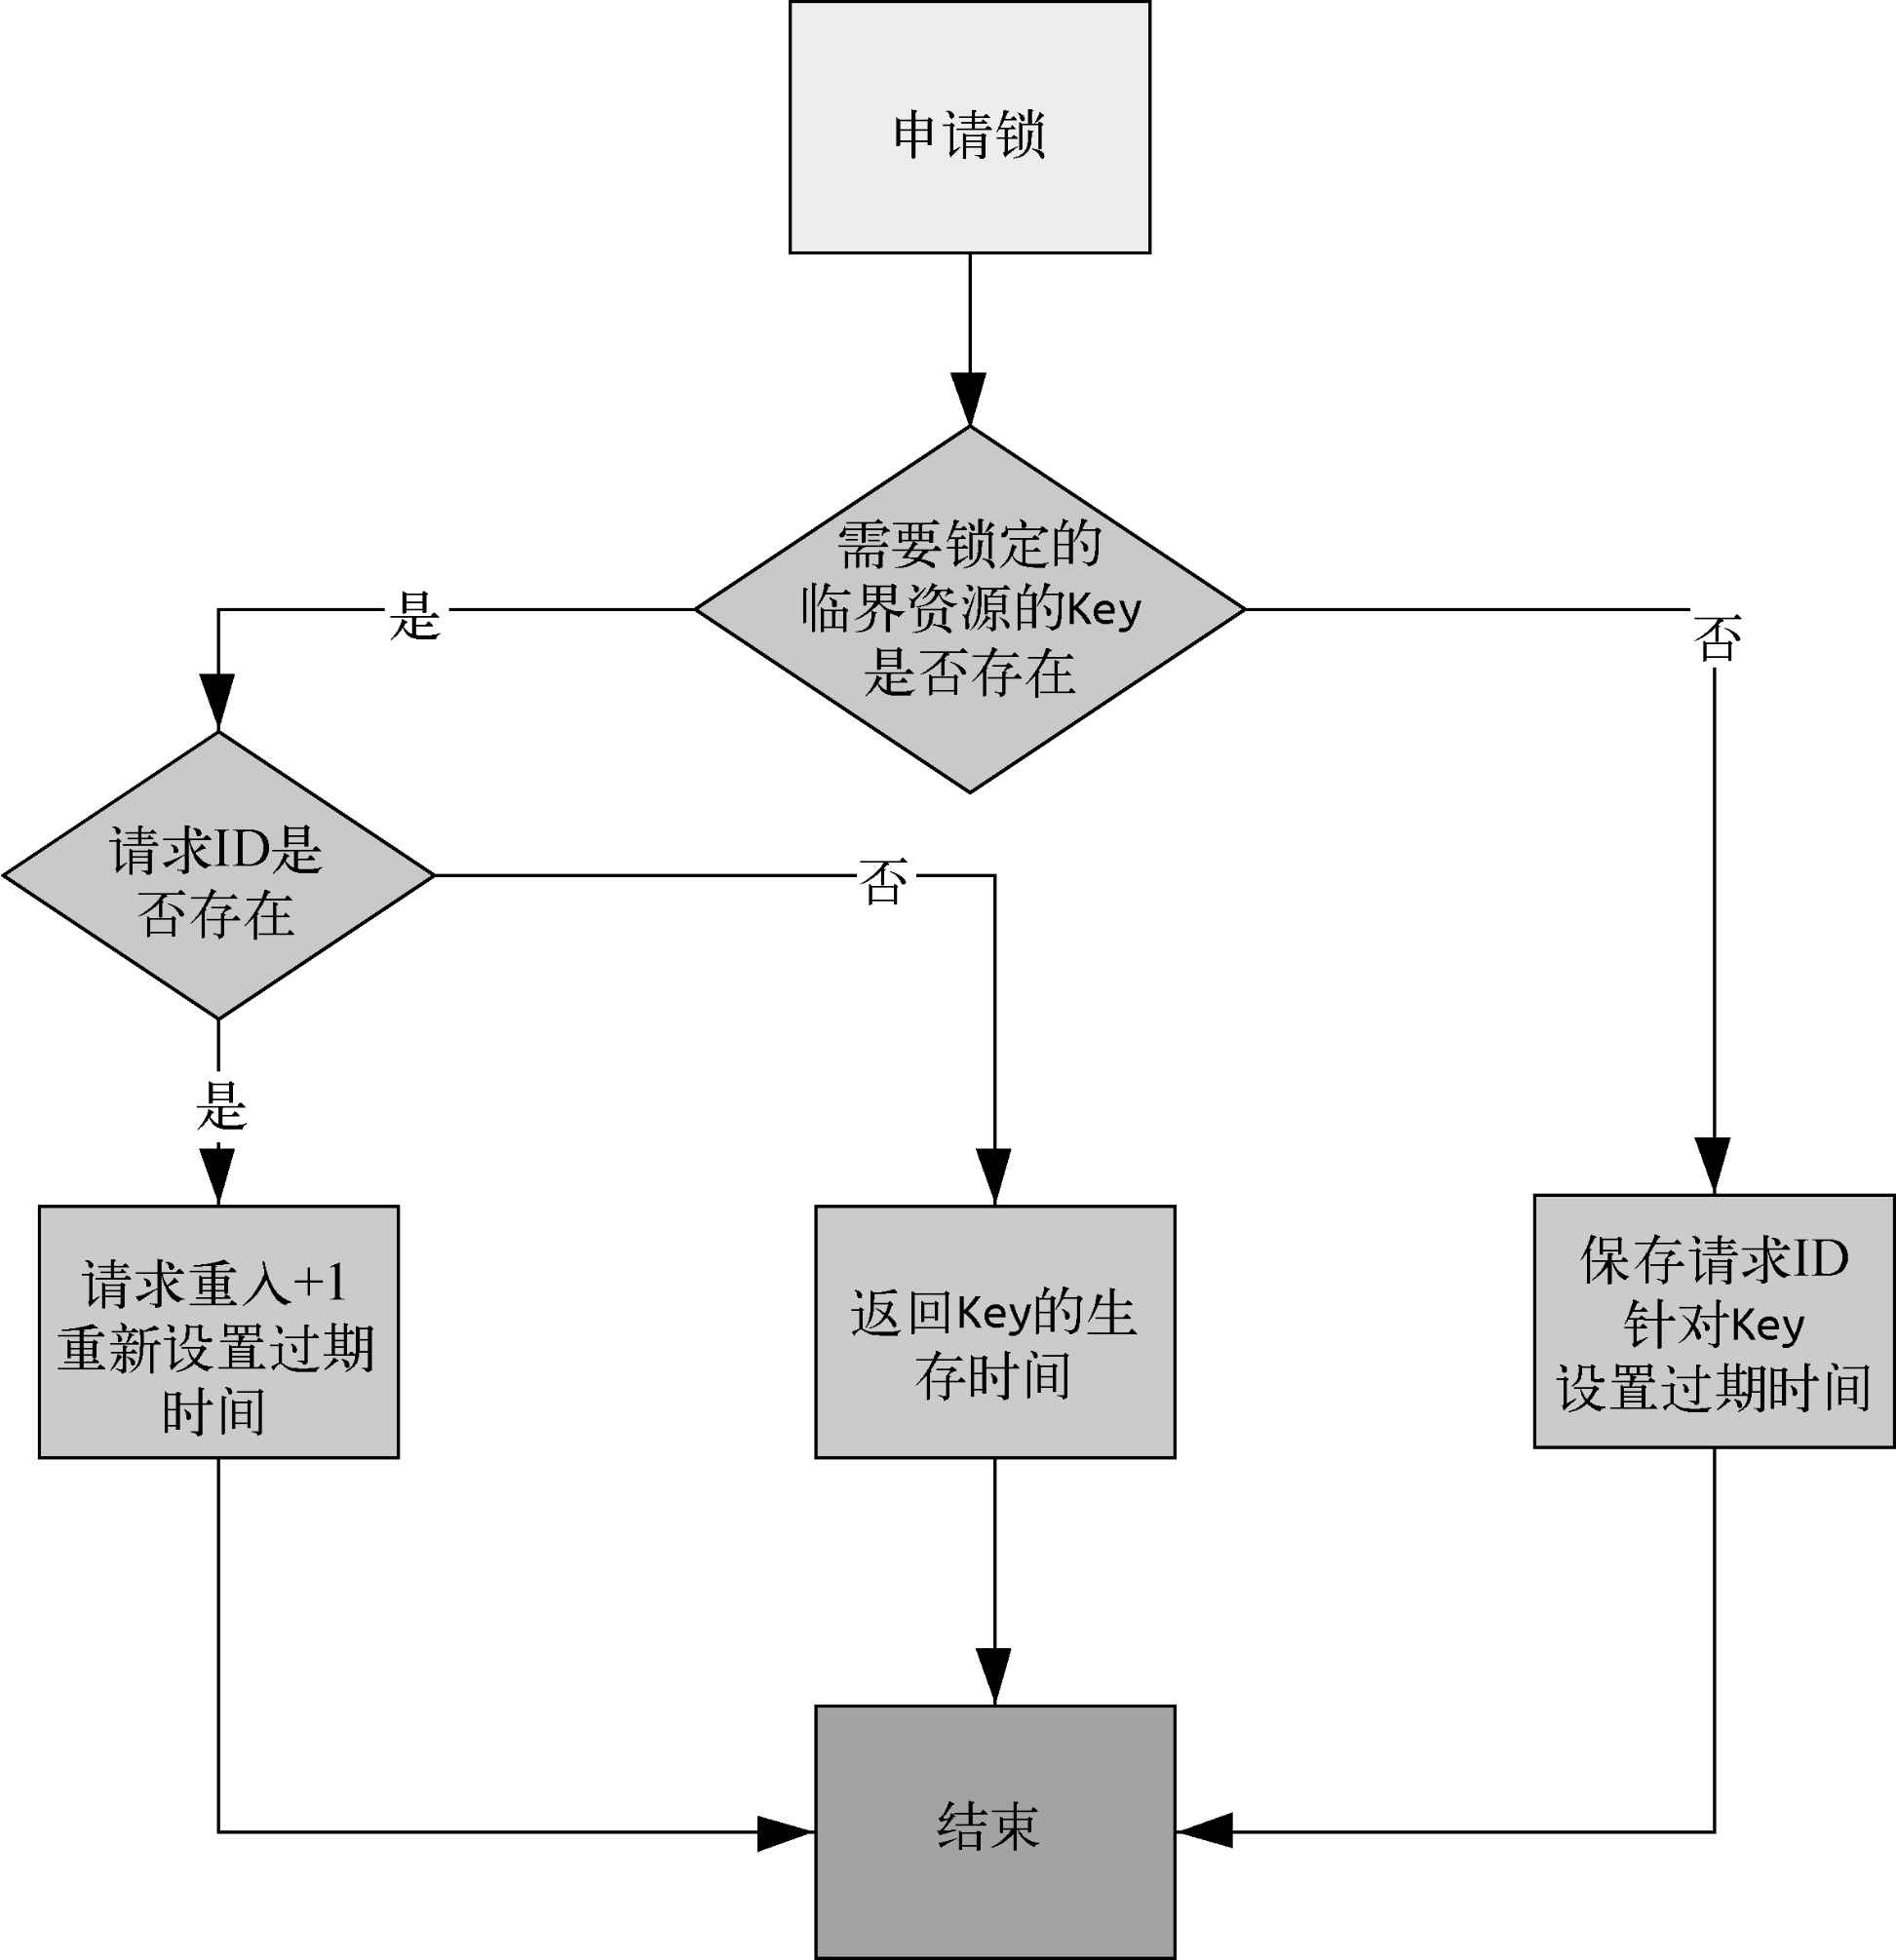 申请锁
需要锁定的
临界资源的Key
是否存在
是
否
请求ID是
否存在
否
是
请求重入+1
重新设置过期
时间
返回Key的生
存时间
保存请求ID
针对Key
设置过期时间
结束